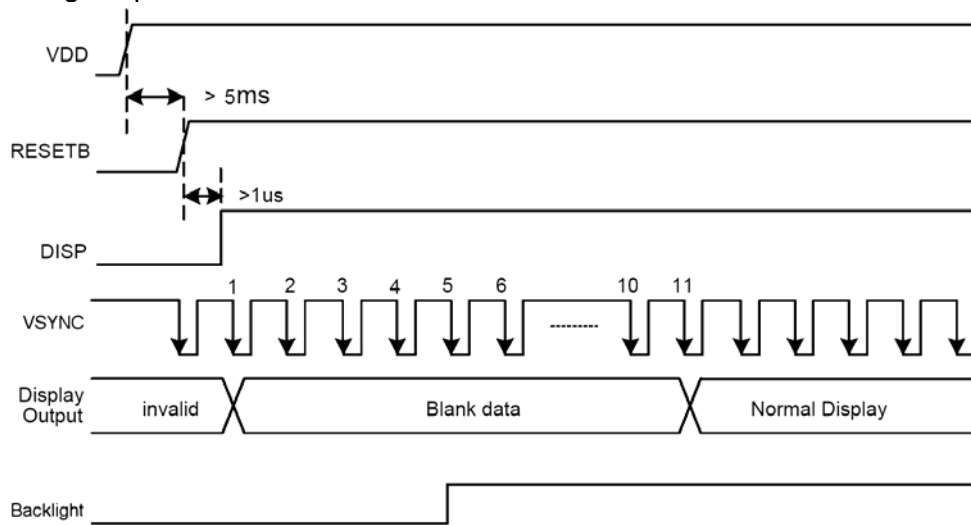 VDD
> 5ms
RESETB
>1us
DISP
1 2 3 4 5 6 10 11
VSYNC
Display
Output
invalid
Blank data
Normal Display
Backlight